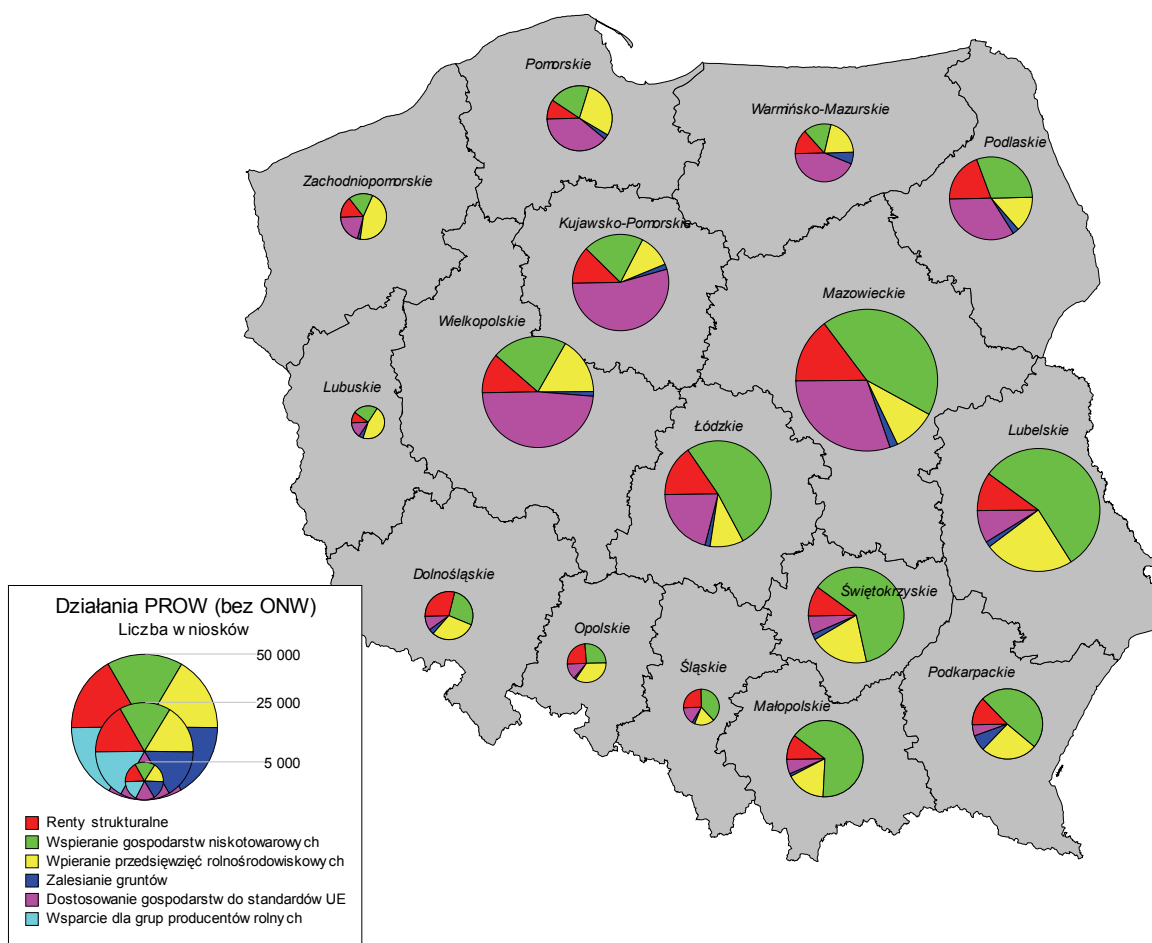 Pomorskie
Warmińsko-Mazurskie
Podlaskie
Zachodniopomorskie
Kujawsko-Pomorskie
Mazowieckie
Wielkopolskie
Lubuskie
Łódzkie
Lubelskie
Dolnośląskie
Świętokrzyskie
Opolskie
Śląskie
Podkarpackie
Małopolskie
Działania PROW (bez ONW)
Liczba wniosków
50 000
25 000
5 000
Renty strukturalne
Wspieranie gospodarstw niskotowarowych
Wpieranie przedsięwzięć rolnośrodowiskowych
Zalesianie gruntów
Dostosowanie gospodarstw do standardów UE
Wsparcie dla grup producentów rolnych